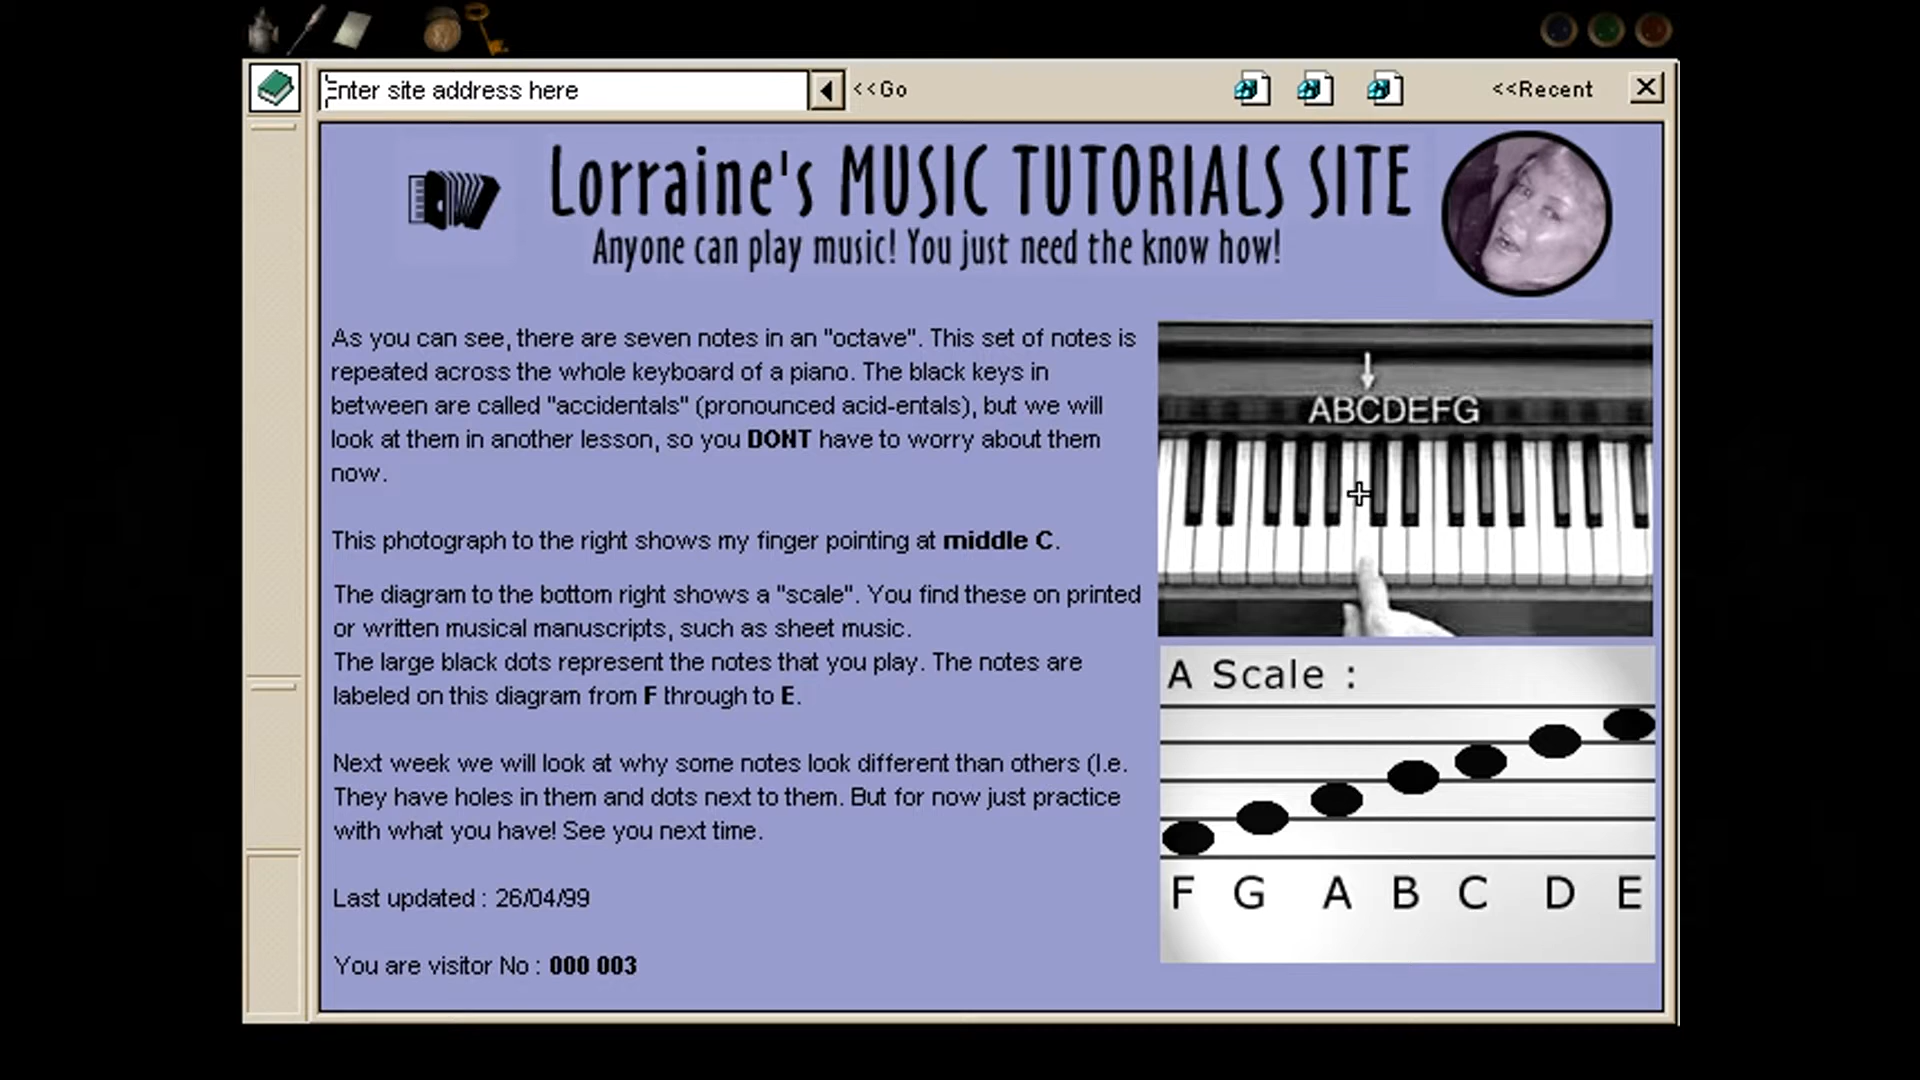 Enter site address here
<<Go
<<Recent
Lorraine's MUSIC TUTORIALS SITE
Anyone can play music! You just need the know how!
As you can see, there are seven notes in an "octave". This set of notes is
repeated across the whole keyboard of a piano. The black keys in
between are called "accidentals" (pronounced acid-entals), but we will
look at them in another lesson, so you DONT have to worry about them
now.
This photograph to the right shows my finger pointing at middle C.
The diagram to the bottom right shows a "scale". You find these on printed
or written musical manuscripts, such as sheet music.
The large black dots represent the notes that you play. The notes are
labeled on this diagram from F through to E.
Next week we will look at why some notes look different than others (I.e.
They have holes in them and dots next to them. But for now just practice
with what you have! See you next time.
Last updated : 26/04/99
You are visitor No : 000 003
ABCDEFG
A Scale :
F G A B C D E